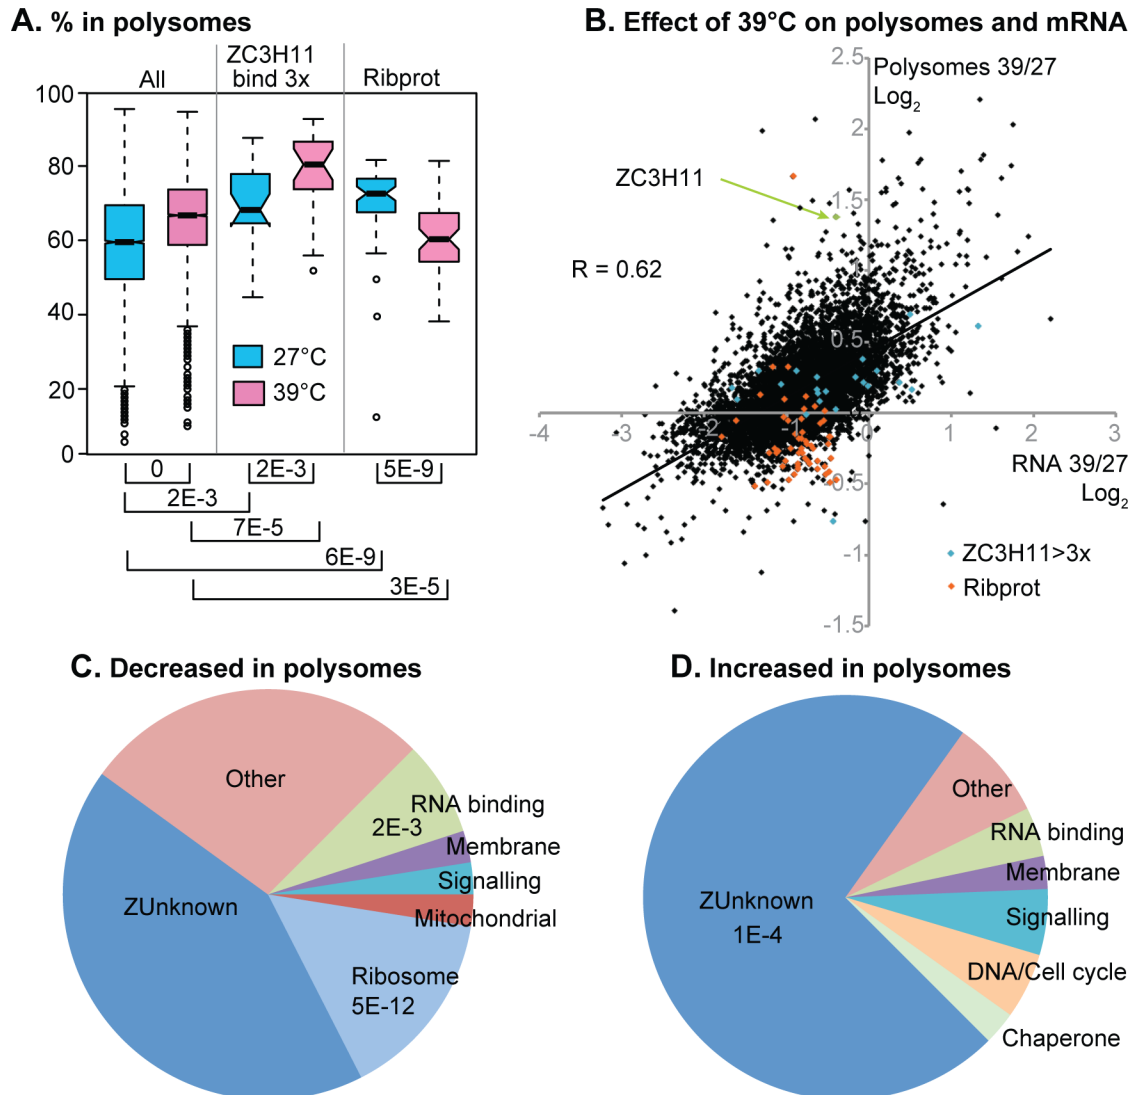 A. % in polysomes
All
ZC3H11
bind 3x
Ribprot
100
80
60
40
20
0
27°C
39°C
0
2E-3
5E-9
2E-3
7E-5
6E-9
3E-5
B. Effect of 39°C on polysomes and mRNA
2.5
Polysomes 39/27
Log2
2
ZC3H11
1.5
R = 0.62
1
0.5
-4
-3
-2
-1
0
1
2
3
RNA 39/27
Log2
-0.5
-1
-1.5
ZC3H11>3x
Ribprot
C. Decreased in polysomes
Other
RNA binding
2E-3
Membrane
Signalling
Mitochondrial
ZUnknown
Ribosome
5E-12
D. Increased in polysomes
Other
RNA binding
Membrane
Signalling
DNA/Cell cycle
Chaperone
ZUnknown
1E-4